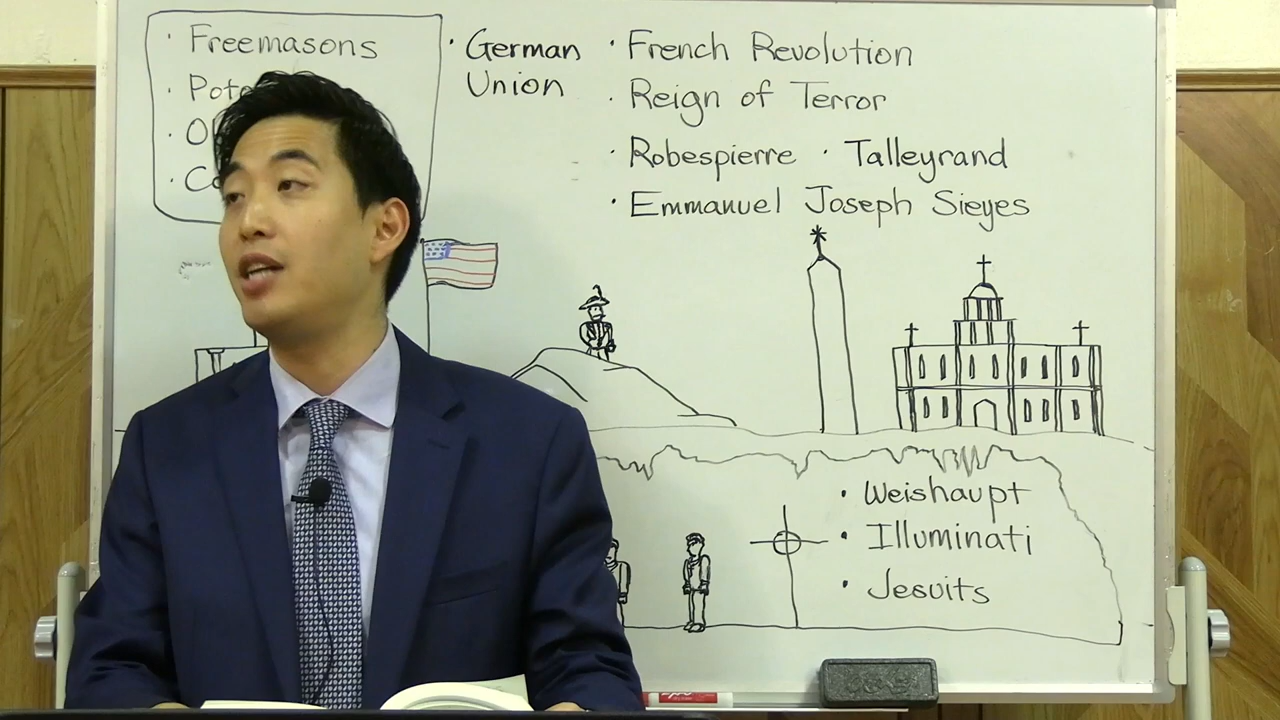 · Freemasons
· German Union
· French Revolution
· Reign of Terror
· Robespierre · Talleyrand
· Emmanuel Joseph Sieyes
· Weishaupt
· Illuminati
· Jesuits